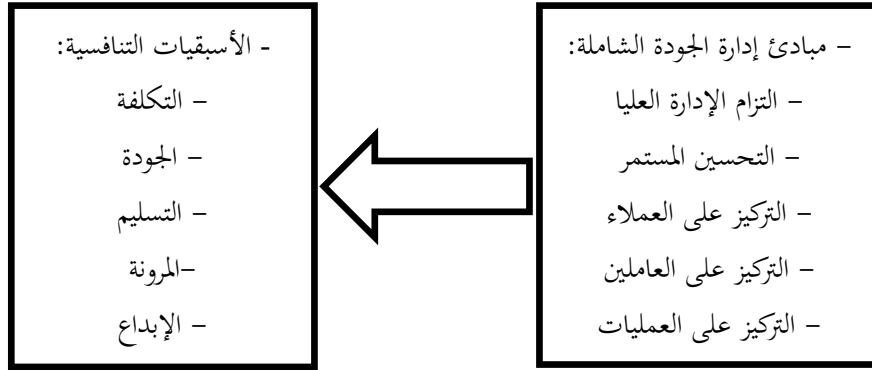 – مبادئ إدارة الجودة الشاملة:
– التزام الإدارة العليا
– التحسين المستمر
– التركيز على العملاء
– التركيز على العاملين
– التركيز على العمليات
- الأسبقيات التنافسية:
– التكلفة
– الجودة
– التسليم
–المرونة
– الإبداع